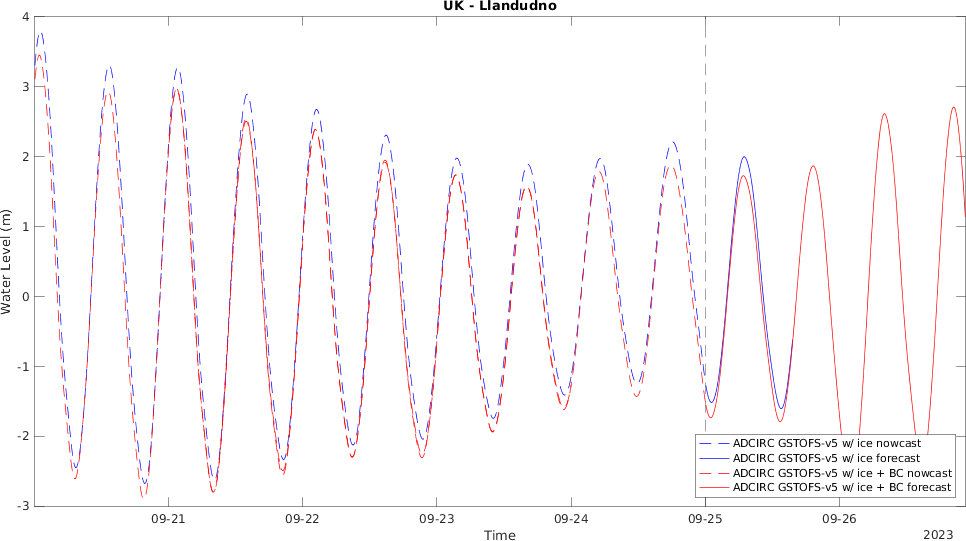 UK - Llandudno
4
3
2
1
0
-1
-2
-3
Water Level (m)
09-21
09-22
09-23
09-24
09-25
09-26
Time
2023
ADCIRC GSTOFS-v5 w/ ice nowcast
ADCIRC GSTOFS-v5 w/ ice forecast
ADCIRC GSTOFS-v5 w/ ice + BC nowcast
ADCIRC GSTOFS-v5 w/ ice + BC forecast